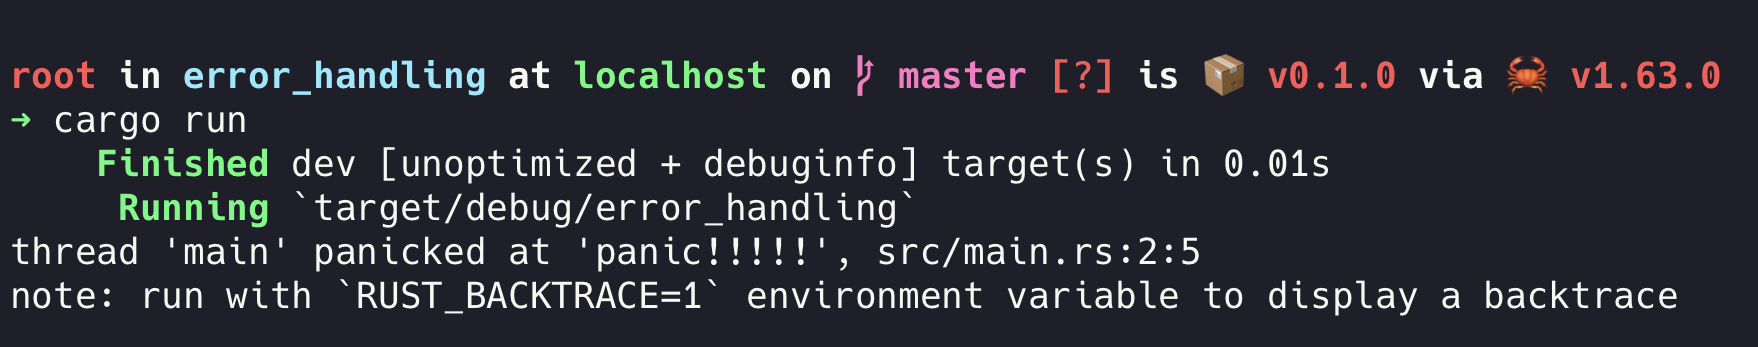 root in error_handling at localhost on master [?] is 📦 v0.1.0 via 🦀 v1.63.0
→ cargo run
Finished dev [unoptimized + debuginfo] target(s) in 0.01s
Running `target/debug/error_handling`
thread 'main' panicked at 'panic!!!!!', src/main.rs:2:5
note: run with `RUST_BACKTRACE=1` environment variable to display a backtrace